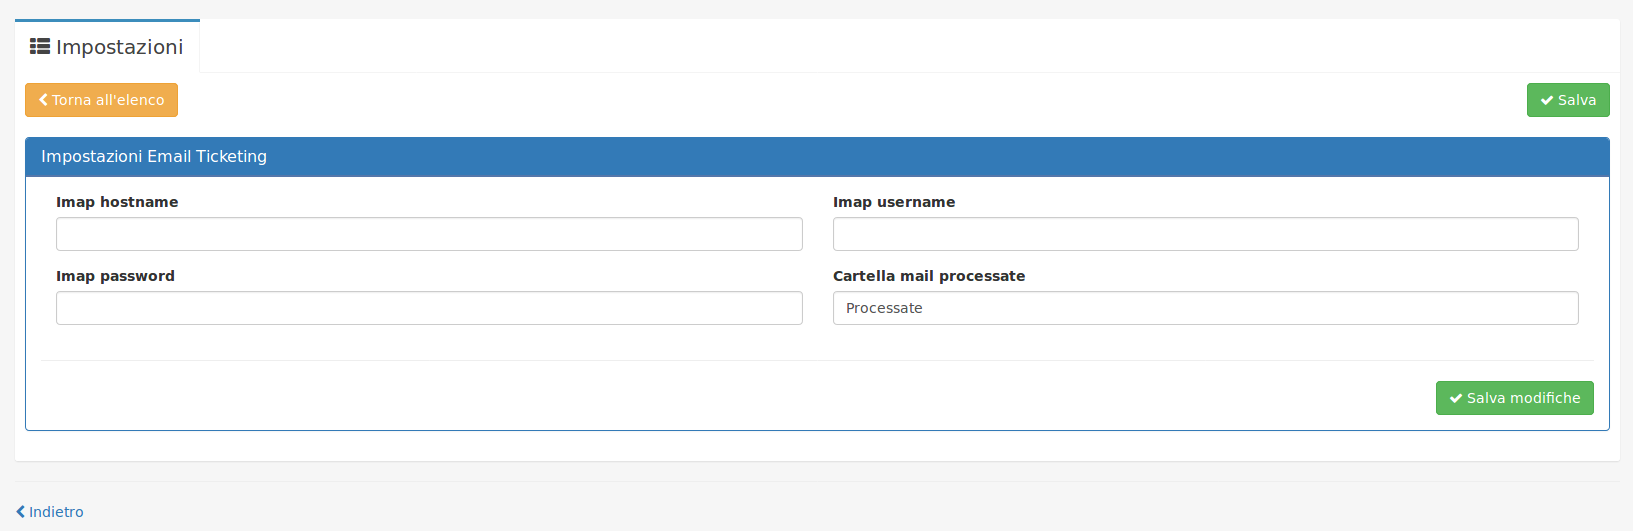 Impostazioni
Torna all'elenco
Salva
Impostazioni Email Ticketing
Imap hostname
Imap username
Imap password
Cartella mail processate
Processate
Salva modifiche
Indietro